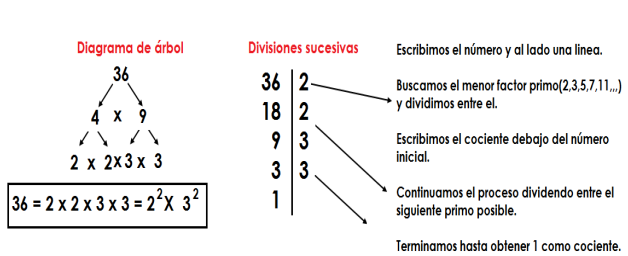 Diagrama de árbol
36
4 x 9
2 x 2 x 3 x 3
36 = 2 x 2 x 3 x 3 = 2² X 3²
Divisiones sucesivas
36 | 2
18 | 2
9 | 3
3 | 3
1 |
Escribimos el número y al lado una linea.
Buscamos el menor factor primo(2,3,5,7,11,,,)
y dividimos entre el.
Escribimos el cociente debajo del número
inicial.
Continuamos el proceso dividendo entre el
siguiente primo posible.
Terminamos hasta obtener 1 como cociente.